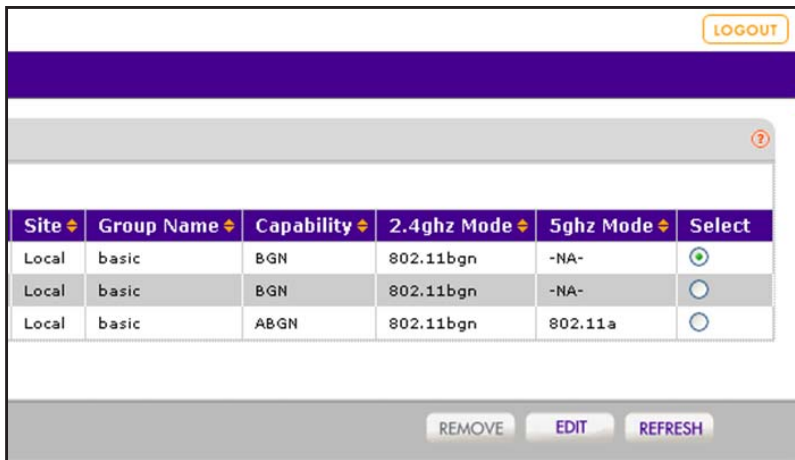 LOGOUT
?
Site Group Name Capability 2.4ghz Mode 5ghz Mode Select
Local basic BGN 802.11bgn -NA-
Local basic BGN 802.11bgn -NA-
Local basic ABGN 802.11bgn 802.11a
REMOVE EDIT REFRESH